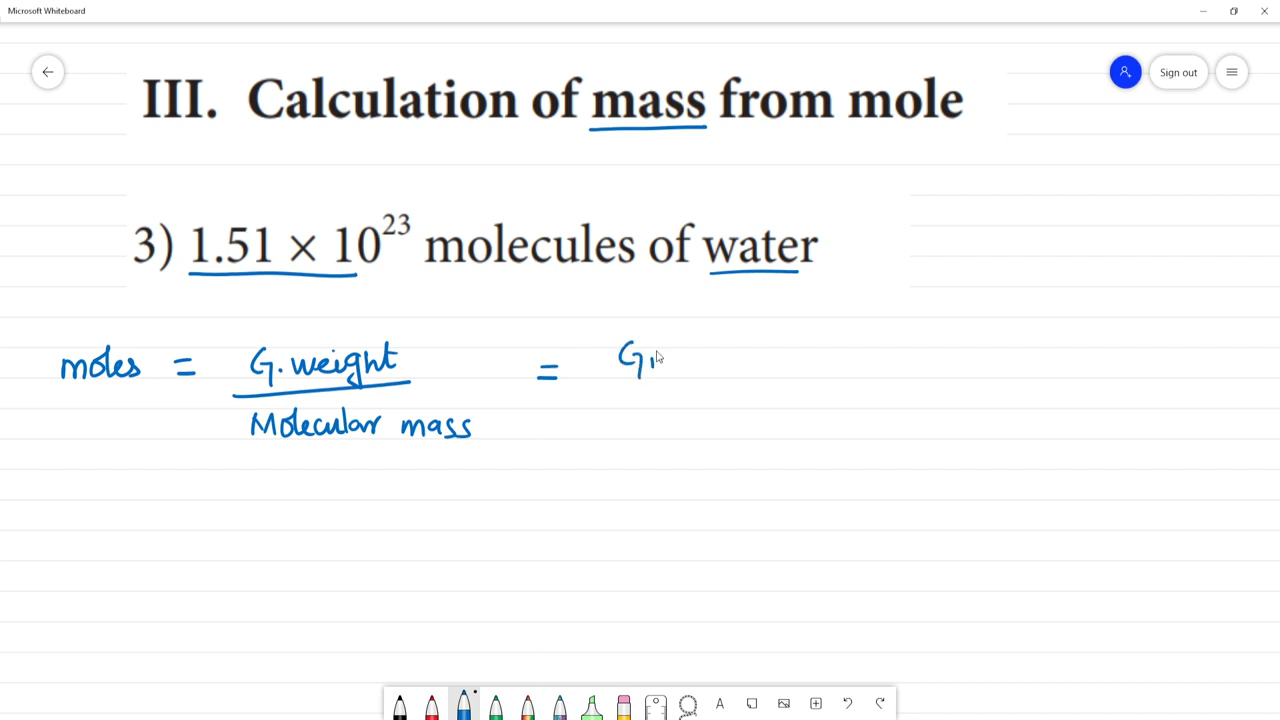 Microsoft Whiteboard
Sign out
III. Calculation of mass from mole
3) 1.51 × 10²³ molecules of water
moles = G. weight / Molecular mass =